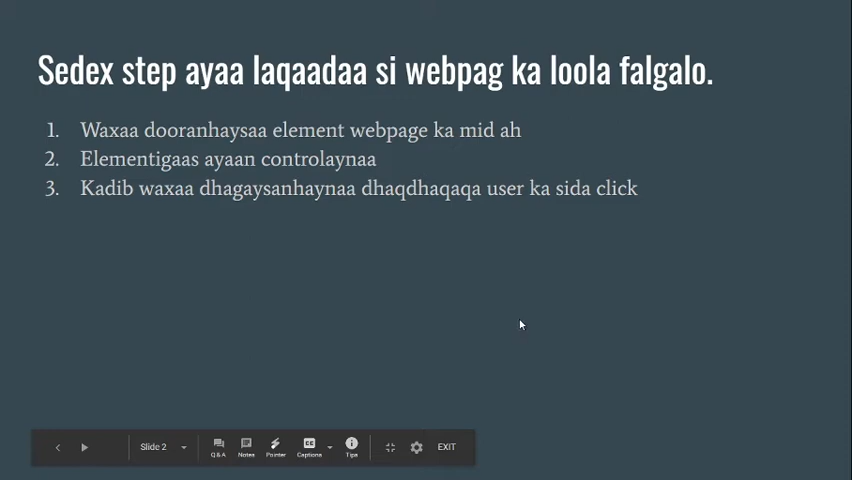 Sedex step ayaa laqaadaa si webpag ka loola falgalo.
1. Waxaa dooranhaysaa element webpage ka mid ah
2. Elementigaas ayaan controlaynaa
3. Kadib waxaa dhagaysanhaynaa dhaqdhaqaqa user ka sida click
Slide 2
Q&A Notes Pointer Captions Tips EXIT